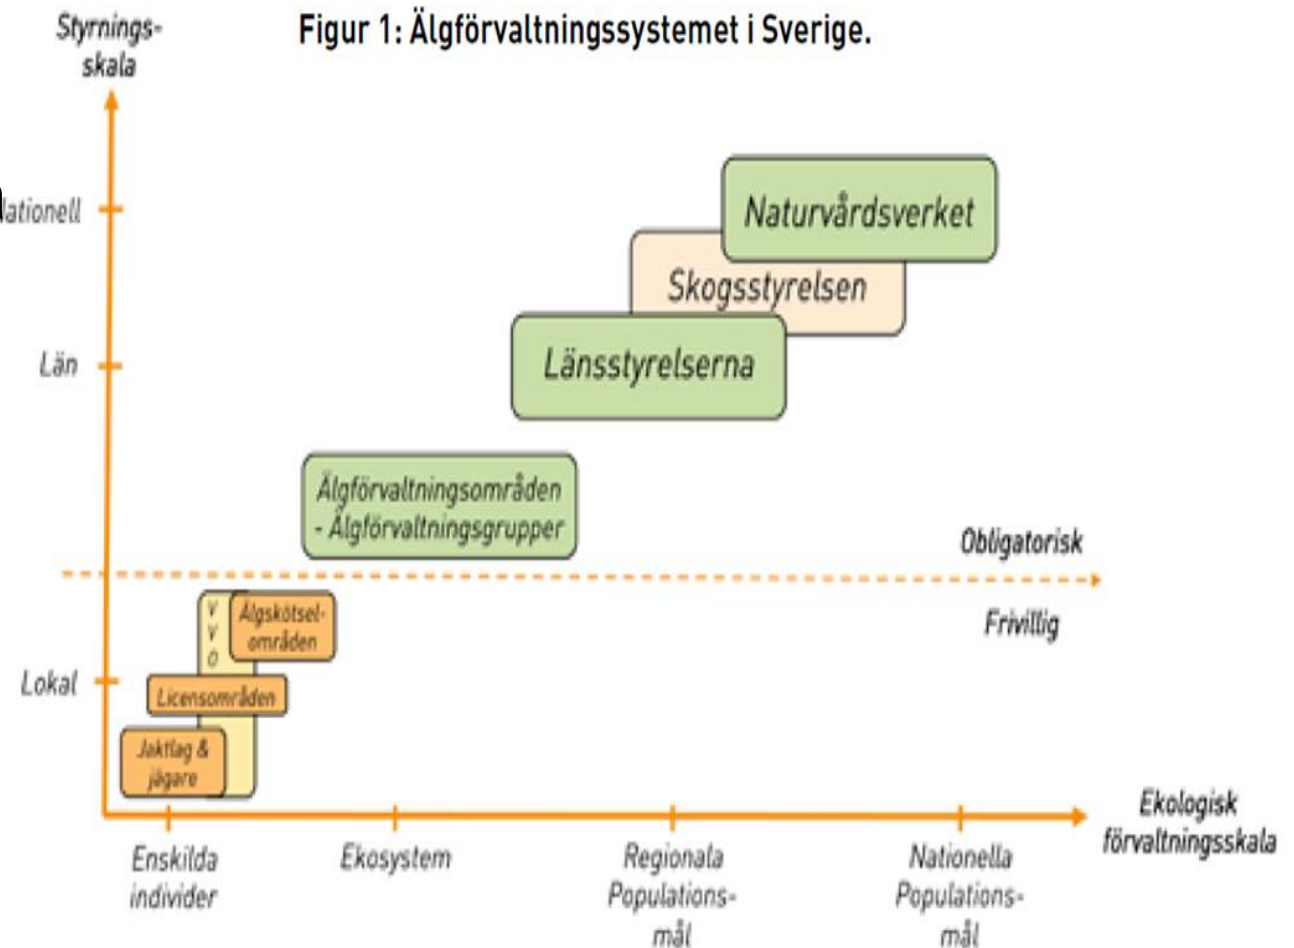 Figur 1: Älgförvaltningssystemet i Sverige.
Styrnings-
skala
Nationell
Län
Lokal
Naturvårdsverket
Skogsstyrelsen
Länsstyrelserna
Älgförvaltningsområden
- Älgförvaltningsgrupper
Obligatorisk
Frivillig
V
V
O
Älgskötsel-
områden
Licensområden
Jaktlag &
jägare
Ekologisk
förvaltningsskala
Enskilda
individer
Ekosystem
Regionala
Populations-
mål
Nationella
Populations-
mål